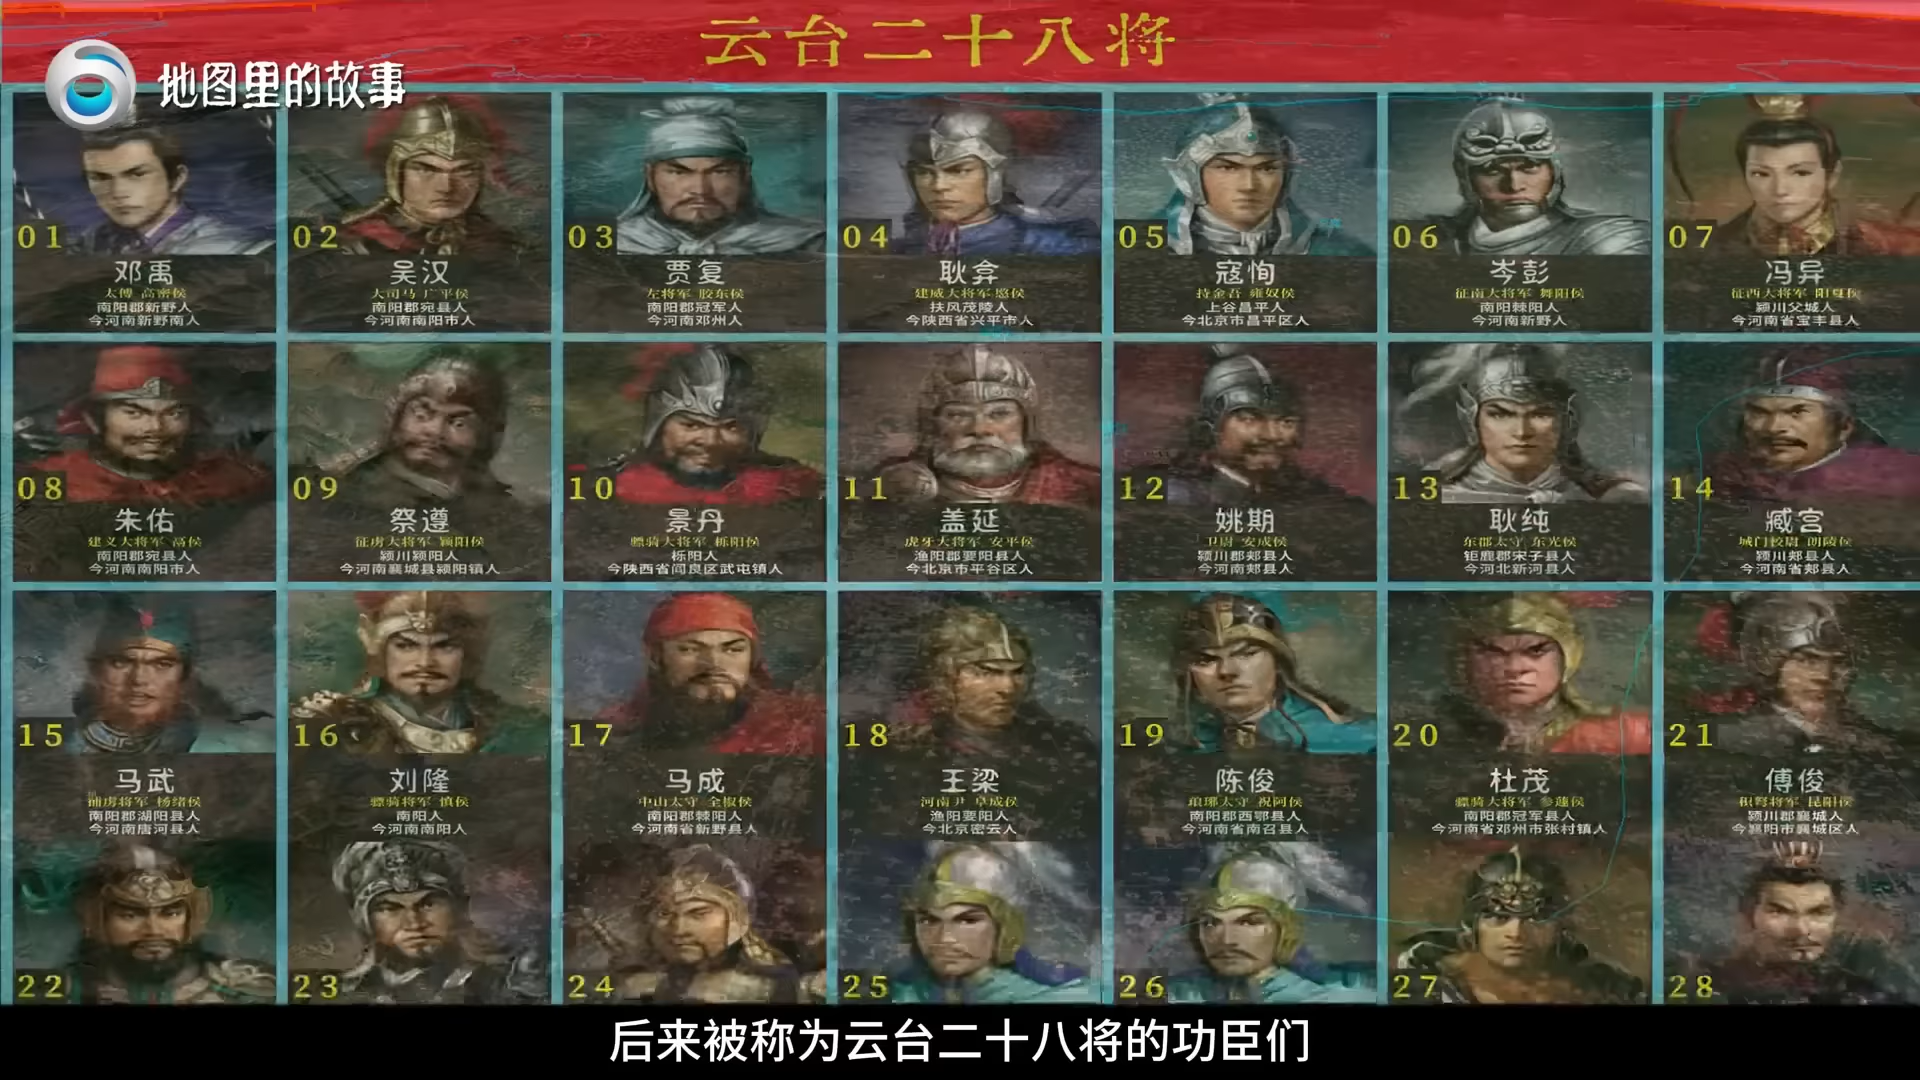 云台二十八将
地图里的故事
01
邓禹
太傅 高密侯
南阳郡新野人
今河南新野南人
02
吴汉
大司马 广平侯
南阳郡宛县人
今河南南阳市人
03
贾复
左将军 胶东侯
南阳郡冠军人
今河南邓州人
04
耿弇
建威大将军 愍侯
扶风茂陵人
今陕西省兴平市人
05
寇恂
持金吾 雍奴侯
上谷昌平人
今北京市昌平区人
06
岑彭
征南大将军 舞阳侯
南阳棘阳人
今河南新野人
07
冯异
征西大将军 阳夏侯
颍川父城人
今河南省宝丰县人
08
朱佑
建义大将军 鬲侯
南阳郡宛县人
今河南南阳市人
09
祭遵
征虏大将军 颍阳侯
颍川颍阳人
今河南襄城县颍阳镇人
10
景丹
骠骑大将军 栎阳侯
栎阳人
今陕西省阎良区武屯镇人
11
盖延
虎牙大将军 安平侯
渔阳郡要阳县人
今北京市平谷区人
12
姚期
卫尉 安成侯
颍川郡郏县人
今河南郏县人
13
耿纯
东郡太守 东光侯
钜鹿郡宋子县人
今河北新河县人
14
臧宫
城门校尉 朗陵侯
颍川郏县人
今河南省郏县人
15
马武
捕虏将军 杨绪侯
南阳郡湖阳县人
今河南唐河县人
16
刘隆
骠骑将军 慎侯
南阳人
今河南南阳人
17
马成
中山太守 全椒侯
南阳郡棘阳人
今河南省新野县人
18
王梁
河南尹 阜成侯
渔阳要阳人
今北京密云人
19
陈俊
琅琊太守 祝阿侯
南阳郡西鄂县人
今河南省南召县人
20
杜茂
骠骑大将军 参蘧侯
南阳郡冠军县人
今河南省邓州市张村镇人
21
傅俊
积弩将军 昆阳侯
颍川郡襄城人
今襄阳市襄城区人
22
23
24
25
26
27
28
后来被称为云台二十八将的功臣们